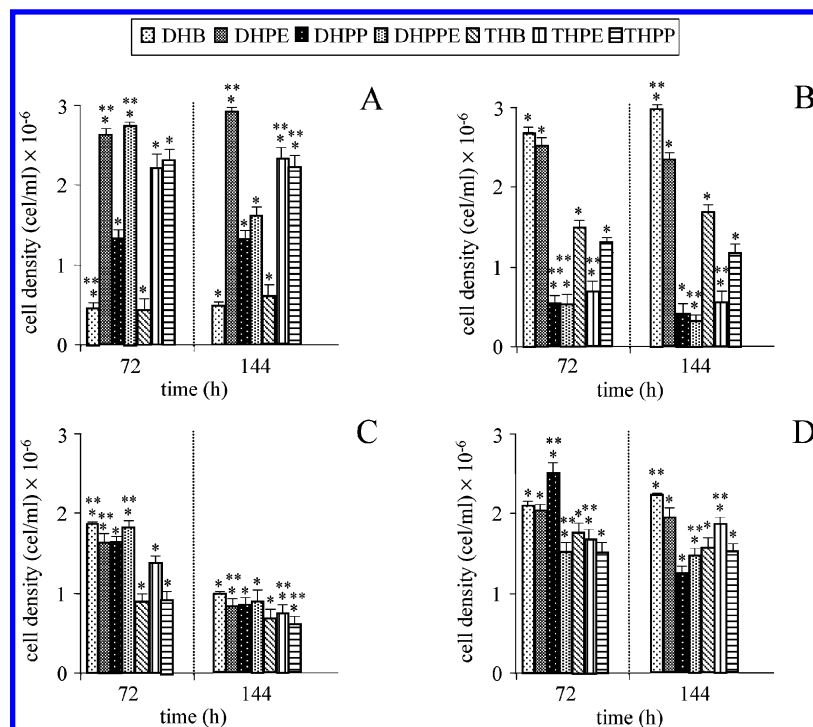 DHB DHPE DHPP DHPPE THB THPE THPP
A
cell density (cel/ml) × 10-6
3
2
1
0
** * ** * * ** * * * *
* ** * * * * ** * ** *
72 144
time (h)
B
cell density (cel/ml) × 10-6
3
2
1
0
* * ** * ** * * ** * *
** * * * ** * * ** * *
72 144
time (h)
C
cell density (cel/ml) × 10-6
3
2
1
0
** * ** * * ** * * * *
* ** * * * * ** * ** *
72 144
time (h)
D
cell density (cel/ml) × 10-6
3
2
1
0
* * ** * ** * * ** * *
** * * * ** * * * *
72 144
time (h)